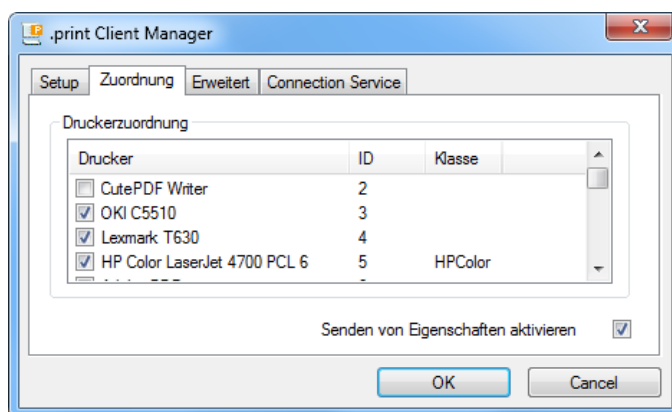 .print Client Manager
Setup Zuordnung Erweitert Connection Service
Druckerzuordnung
Drucker ID Klasse
CutePDF Writer 2
OKI C5510 3
Lexmark T630 4
HP Color LaserJet 4700 PCL 6 5 HPColor
Senden von Eigenschaften aktivieren
OK Cancel